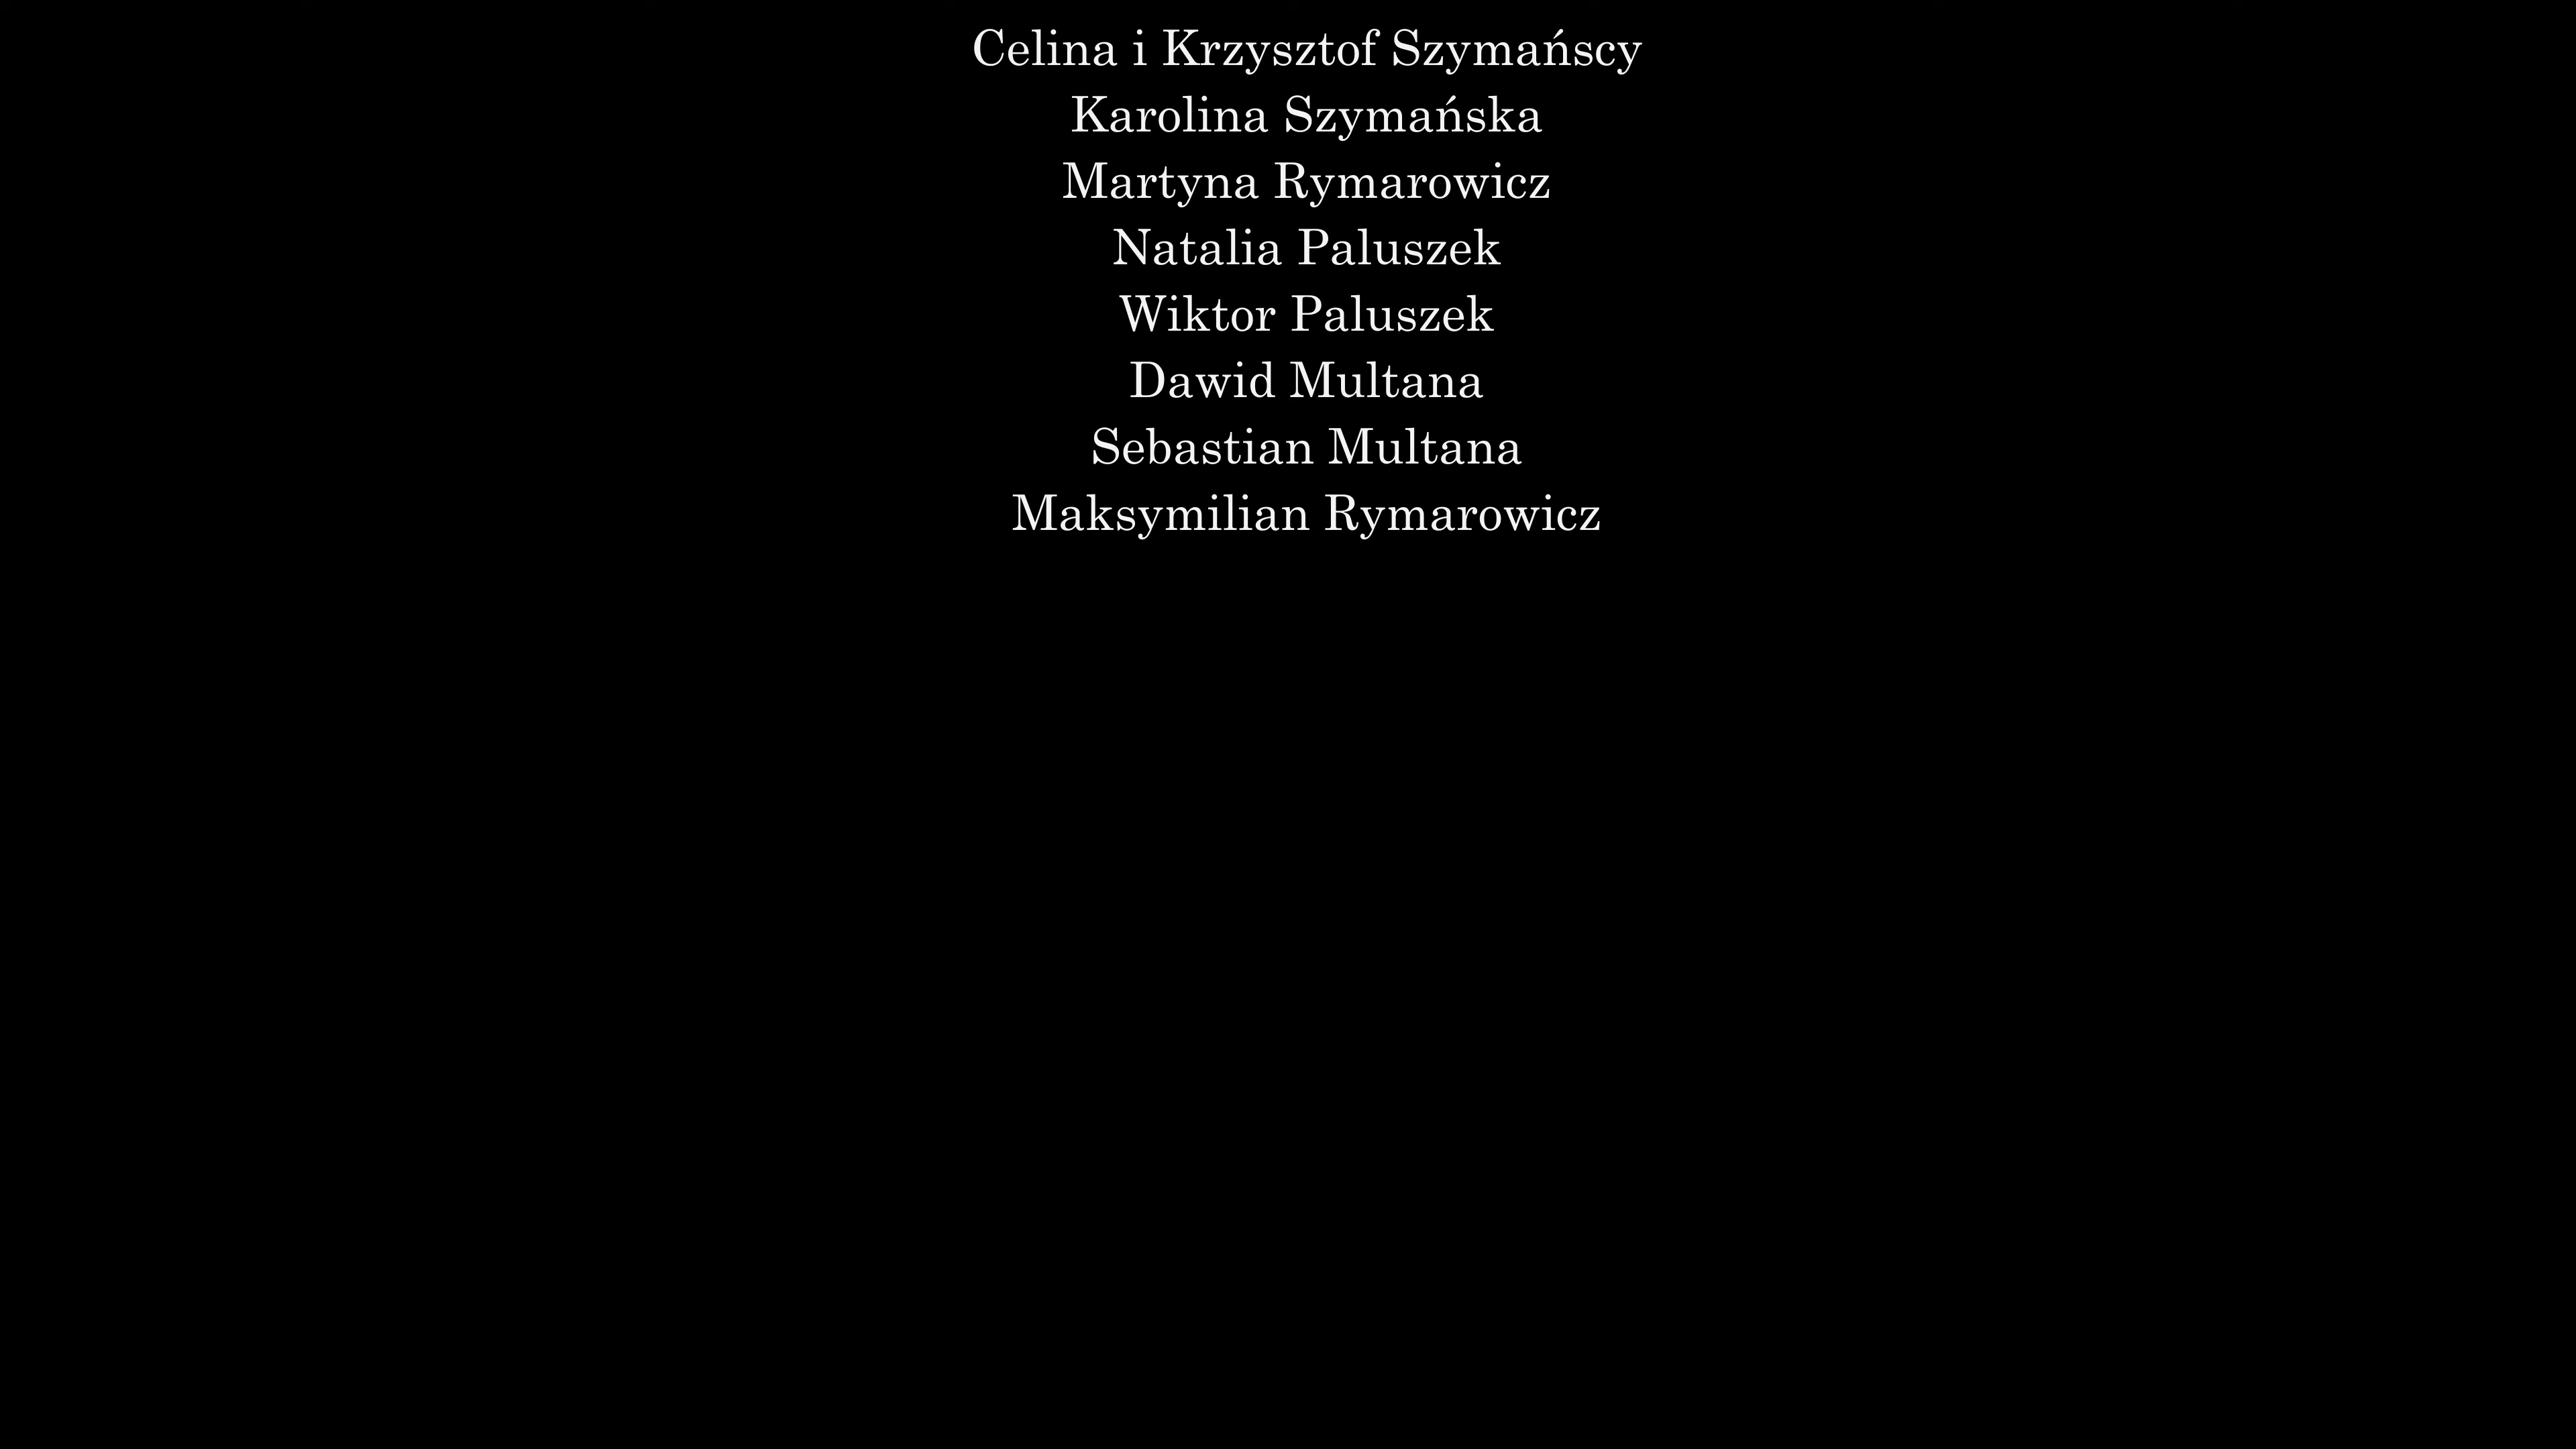 Celina i Krzysztof Szymańscy
Karolina Szymańska
Martyna Rymarowicz
Natalia Paluszek
Wiktor Paluszek
Dawid Multana
Sebastian Multana
Maksymilian Rymarowicz